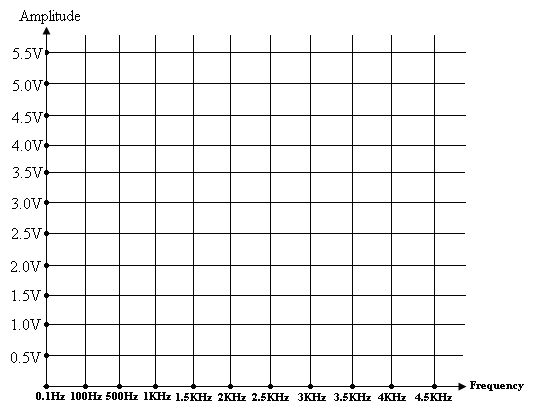 Amplitude
5.5V
5.0V
4.5V
4.0V
3.5V
3.0V
2.5V
2.0V
1.5V
1.0V
0.5V
Frequency
0.1Hz 100Hz 500Hz 1KHz 1.5KHz 2KHz 2.5KHz 3KHz 3.5KHz 4KHz 4.5KHz